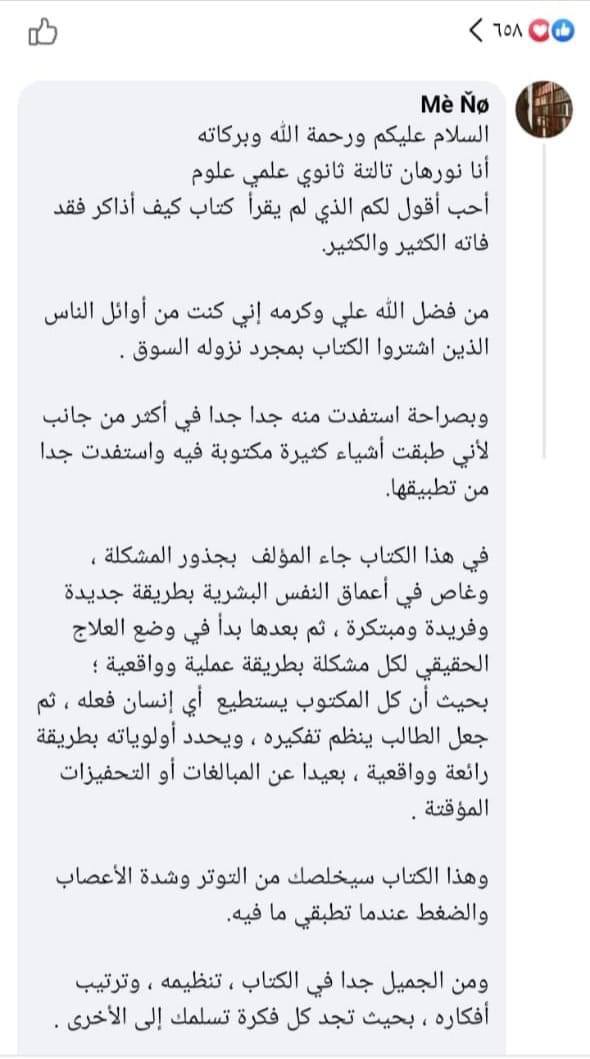 ٦٥٨
Mè Ñø
السلام عليكم ورحمة الله وبركاته
أنا نورهان تالتة ثانوي علمي علوم
أحب أقول لكم الذي لم يقرأ كتاب كيف أذاكر فقد
فاته الكثير والكثير.
من فضل الله علي وكرمه إني كنت من أوائل الناس
الذين اشتروا الكتاب بمجرد نزوله السوق .
وبصراحة استفدت منه جدا جدا في أكثر من جانب
لأني طبقت أشياء كثيرة مكتوبة فيه واستفدت جدا
من تطبيقها.
في هذا الكتاب جاء المؤلف بجذور المشكلة ،
وغاص في أعماق النفس البشرية بطريقة جديدة
وفريدة ومبتكرة ، ثم بعدها بدأ في وضع العلاج
الحقيقي لكل مشكلة بطريقة عملية وواقعية ؛
بحيث أن كل المكتوب يستطيع أي إنسان فعله ، ثم
جعل الطالب ينظم تفكيره ، ويحدد أولوياته بطريقة
رائعة وواقعية ، بعيدا عن المبالغات أو التحفيزات
المؤقتة .
وهذا الكتاب سيخلصك من التوتر وشدة الأعصاب
والضغط عندما تطبقي ما فيه.
ومن الجميل جدا في الكتاب ، تنظيمه ، وترتيب
أفكاره ، بحيث تجد كل فكرة تسلمك إلى الأخرى .